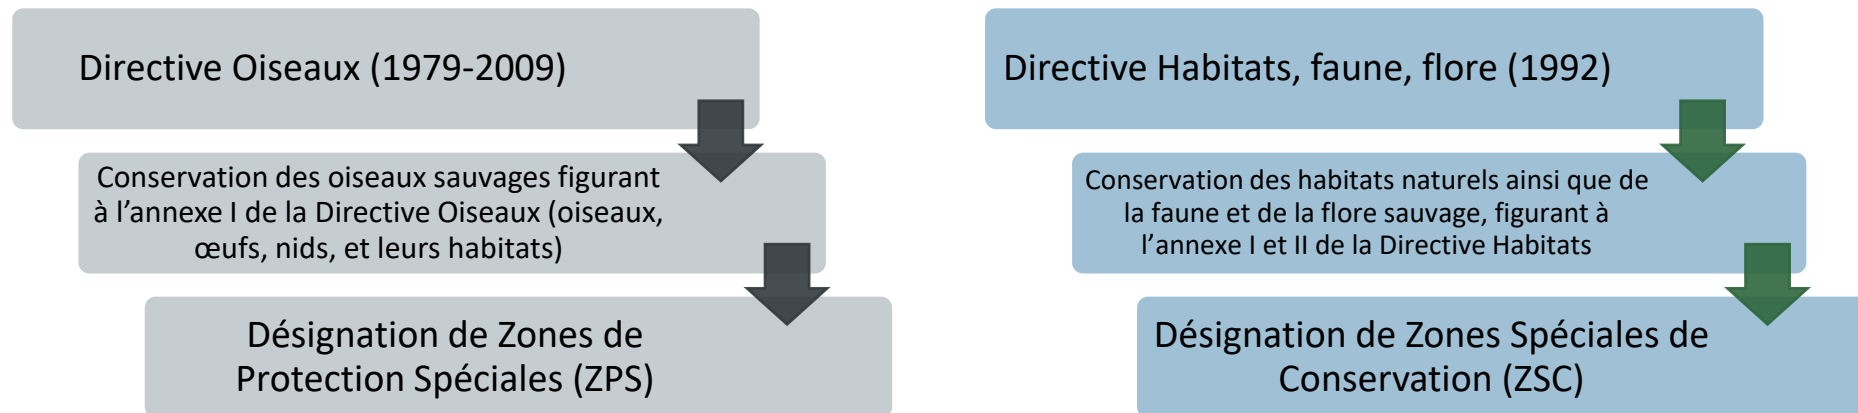 Directive Oiseaux (1979-2009)
Conservation des oiseaux sauvages figurant
à l’annexe I de la Directive Oiseaux (oiseaux,
œufs, nids, et leurs habitats)
Désignation de Zones de
Protection Spéciales (ZPS)
Directive Habitats, faune, flore (1992)
Conservation des habitats naturels ainsi que de
la faune et de la flore sauvage, figurant à
l’annexe I et II de la Directive Habitats
Désignation de Zones Spéciales de
Conservation (ZSC)